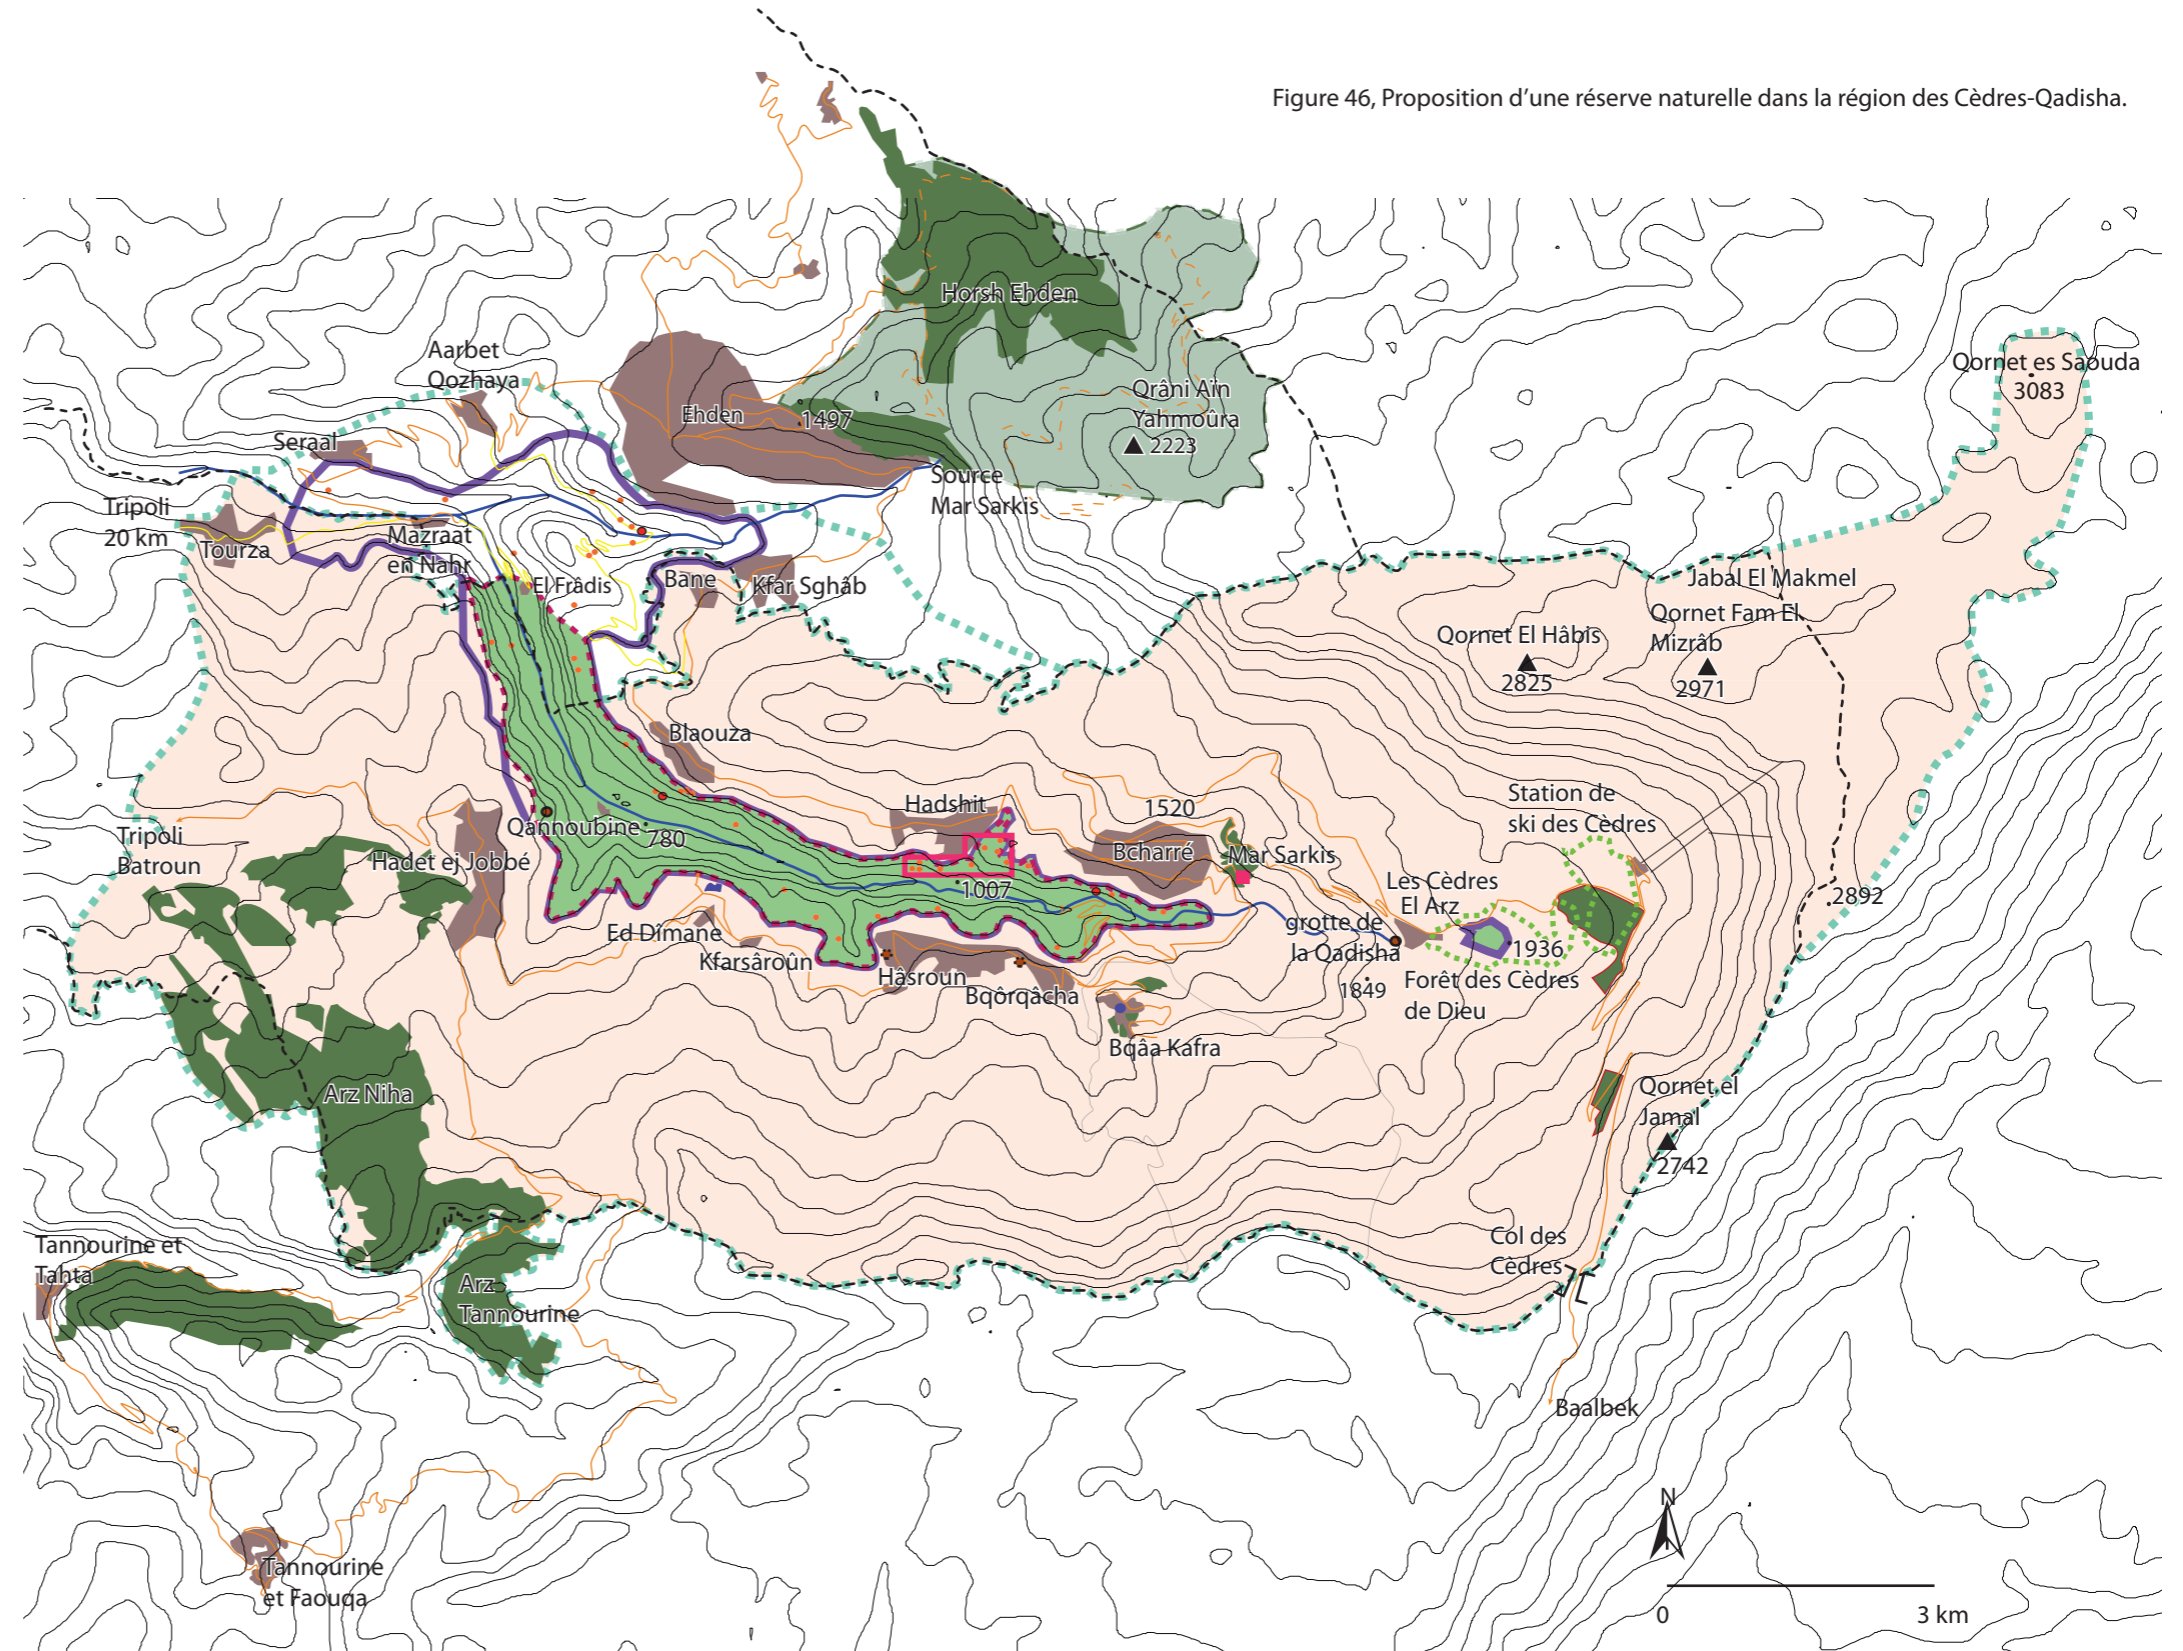 Figure 46, Proposition d’une réserve naturelle dans la région des Cèdres-Qadisha.
Horsh Ehden
Aarbet
Qozhaya
Qornet es Saouda
3083
Qrâni Aïn
Yahmoûra
2223
Ehden
1497
Seraal
Source
Mar Sarkis
Tripoli
20 km
Tourza
Mazraat
en Nahr
El Frâdis
Bane
Kfar Sghâb
Jabal El Makmel
Qornet Fam El
Mizrâb
2971
Qornet El Hâbis
2825
Blaouza
Station de
ski des Cèdres
Hadshit
1520
Qannoubine
780
Tripoli
Batroun
Hadet ej Jobbé
Bcharré
Mar Sarkis
1007
Les Cèdres
El Arz
2892
grotte de
la Qadisha
1936
Ed Dîmane
Kfarsâroûn
Hâsroun
Bqôrqâcha
1849
Forêt des Cèdres
de Dieu
Bqâa Kafra
Arz Niha
Qornet el
Jamal
2742
Col des
Cèdres
Tannourine et
Tahta
Arz
Tannourine
Baalbek
Tannourine
et Faouqa
N
0
3 km